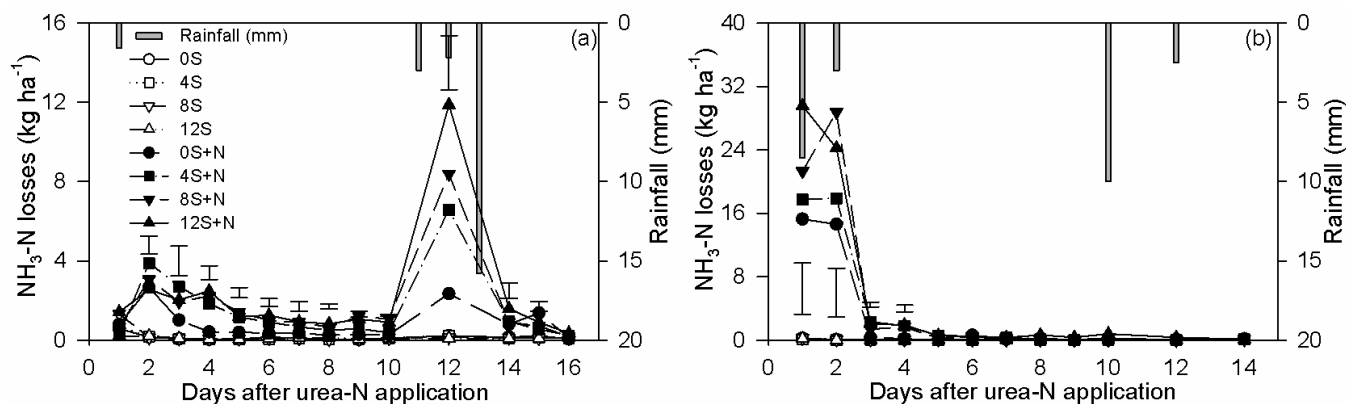 16
12
8
4
0
NH₃-N losses (kg ha⁻¹)
Rainfall (mm)
0S
4S
8S
12S
0S+N
4S+N
8S+N
12S+N
(a)
0
5
10
15
20
Rainfall (mm)
0 2 4 6 8 10 12 14 16
Days after urea-N application
40
32
24
16
8
0
NH₃-N losses (kg ha⁻¹)
(b)
0
5
10
15
20
Rainfall (mm)
0 2 4 6 8 10 12 14
Days after urea-N application